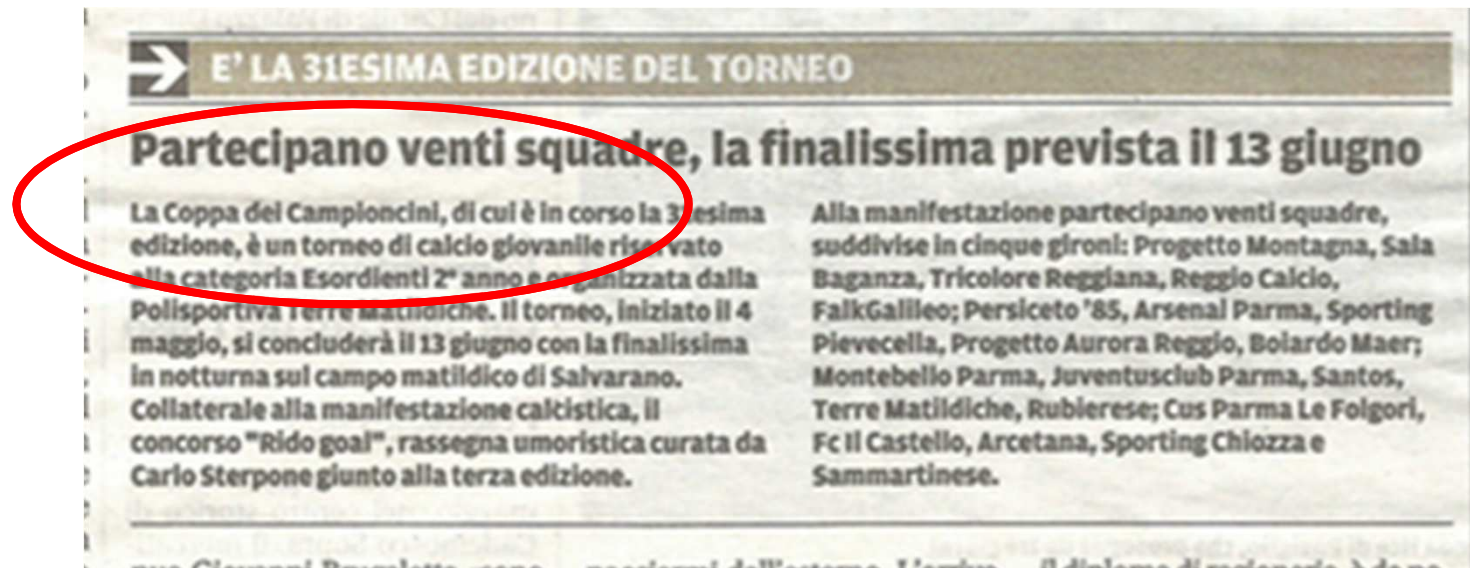 E' LA 31ESIMA EDIZIONE DEL TORNEO
Partecipano venti squadre, la finalissima prevista il 13 giugno
La Coppa dei Campioncini, di cui è in corso la 31esima
edizione, è un torneo di calcio giovanile riservato
alla categoria Esordienti 2° anno e organizzata dalla
Polisportiva Terre Matildiche. Il torneo, iniziato il 4
maggio, si concluderà il 13 giugno con la finalissima
in notturna sul campo matildico di Salvarano.
Collaterale alla manifestazione calcistica, il
concorso "Rido goal", rassegna umoristica curata da
Carlo Sterpone giunto alla terza edizione.
Alla manifestazione partecipano venti squadre,
suddivise in cinque gironi: Progetto Montagna, Sala
Baganza, Tricolore Reggiana, Reggio Calcio,
FalkGalileo; Persiceto '85, Arsenal Parma, Sporting
Pievecella, Progetto Aurora Reggio, Boiardo Maer;
Montebello Parma, Juventusclub Parma, Santos,
Terre Matildiche, Rubierese; Cus Parma Le Folgori,
Fc Il Castello, Arcetana, Sporting Chiozza e
Sammartinese.